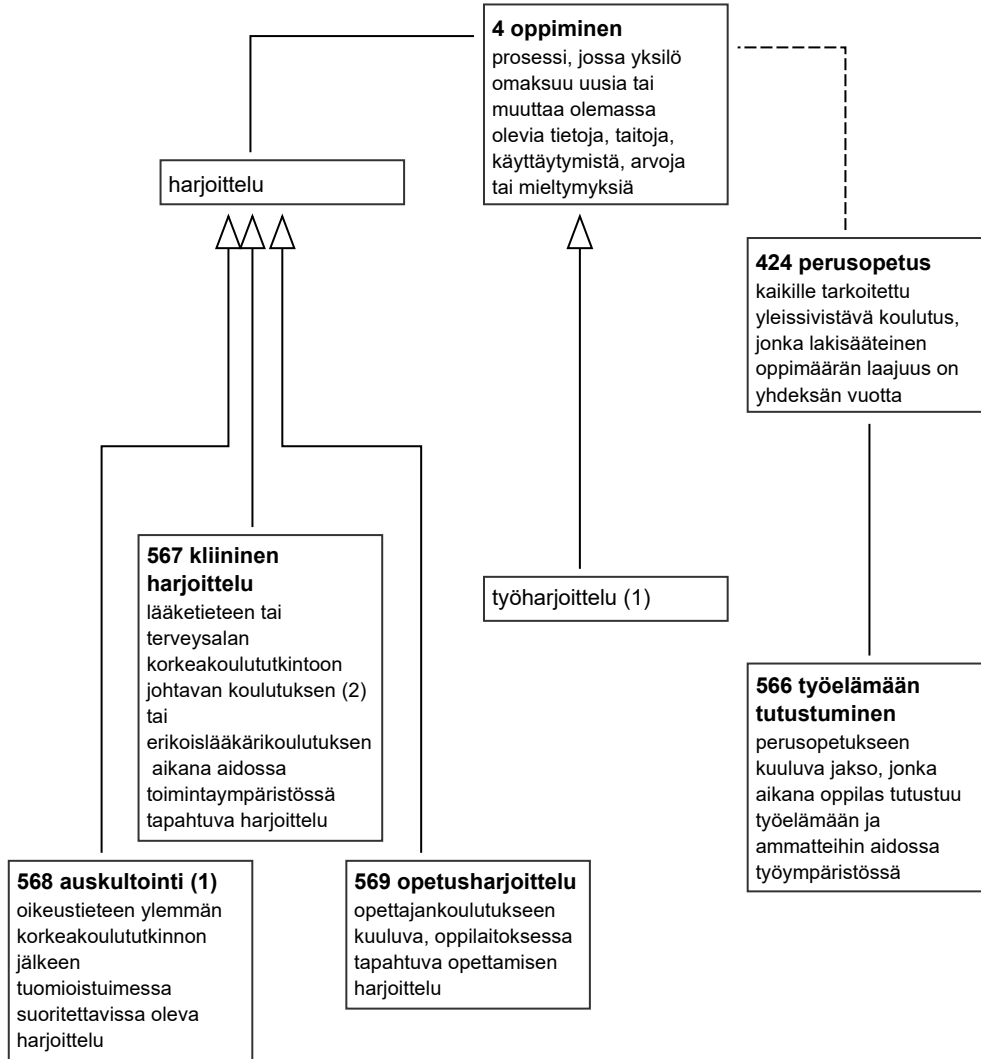 4 oppiminen
prosessi, jossa yksilö
omaksuu uusia tai
muuttaa olemassa
olevia tietoja, taitoja,
käyttäytymistä, arvoja
tai mieltymyksiä
harjoittelu
424 perusopetus
kaikille tarkoitettu
yleissivistävä koulutus,
jonka lakisääteinen
oppimäärän laajuus on
yhdeksän vuotta
567 kliininen
harjoittelu
lääketieteen tai
terveysalan
korkeakoulututkintoon
johtavan koulutuksen (2)
tai
erikoislääkärikoulutuksen
aikana aidossa
toimintaympäristössä
tapahtuva harjoittelu
työharjoittelu (1)
566 työelämään
tutustuminen
perusopetukseen
kuuluva jakso, jonka
aikana oppilas tutustuu
työelämään ja
ammatteihin aidossa
työympäristössä
568 auskultointi (1)
oikeustieteen ylemmän
korkeakoulututkinnon
jälkeen
tuomioistuimessa
suoritettavissa oleva
harjoittelu
569 opetusharjoittelu
opettajankoulutukseen
kuuluva, oppilaitoksessa
tapahtuva opettamisen
harjoittelu